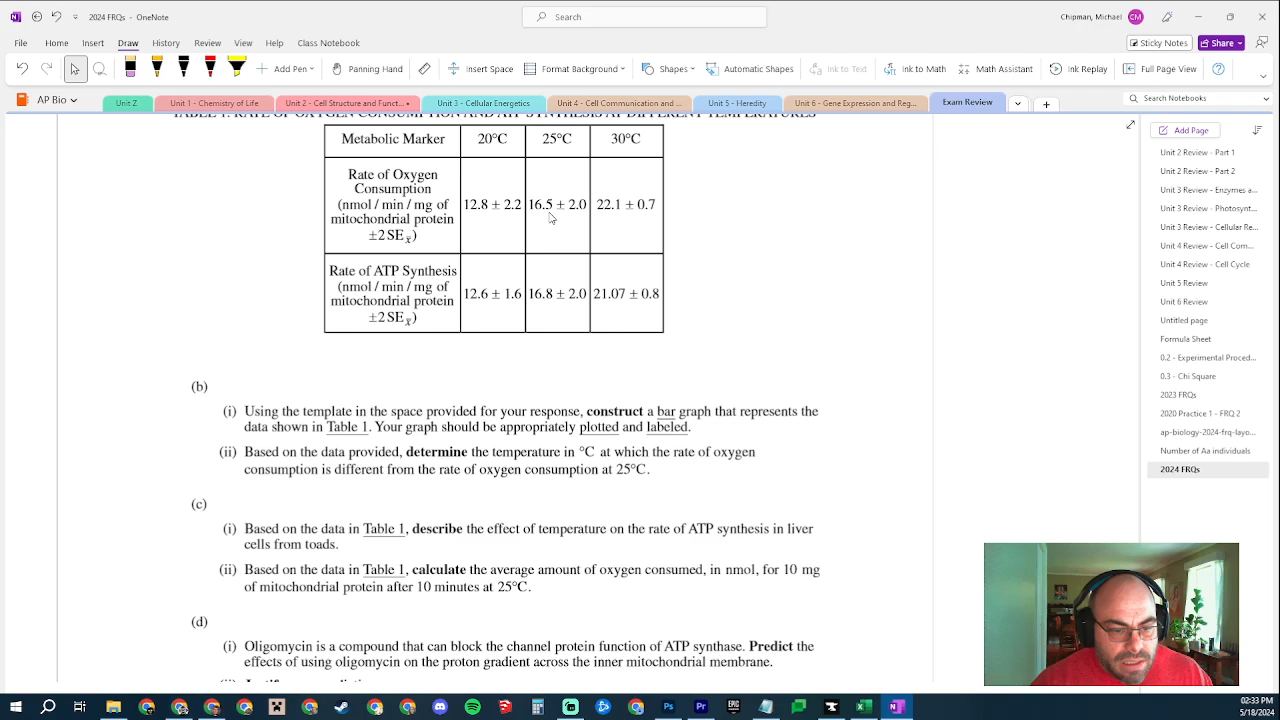 2024 FRQs - OneNote
Search
Chipman, Michael
CM
File Home Insert Draw History Review View Help Class Notebook
Sticky Notes Share
Add Pen Panning Hand Insert Space Format Background Shapes Automatic Shapes Ink to Text Ink to Math Math Assistant Ink Replay Full Page View
AP Bio Unit Z Unit 1 - Chemistry of Life Unit 2 - Cell Structure and Funct... Unit 3 - Cellular Energetics Unit 4 - Cell Communication and ... Unit 5 - Heredity Unit 6 - Gene Expression and Reg... Exam Review
Search Notebooks
TABLE 1. RATE OF OXYGEN CONSUMPTION AND ATP SYNTHESIS AT DIFFERENT TEMPERATURES
Metabolic Marker 20°C 25°C 30°C
Rate of Oxygen
Consumption
(nmol / min / mg of
mitochondrial protein
±2 SEx̄)
12.8 ± 2.2 16.5 ± 2.0 22.1 ± 0.7
Rate of ATP Synthesis
(nmol / min / mg of
mitochondrial protein
±2 SEx̄)
12.6 ± 1.6 16.8 ± 2.0 21.07 ± 0.8
(b)
(i) Using the template in the space provided for your response, construct a bar graph that represents the
data shown in Table 1. Your graph should be appropriately plotted and labeled.
(ii) Based on the data provided, determine the temperature in °C at which the rate of oxygen
consumption is different from the rate of oxygen consumption at 25°C.
(c)
(i) Based on the data in Table 1, describe the effect of temperature on the rate of ATP synthesis in liver
cells from toads.
(ii) Based on the data in Table 1, calculate the average amount of oxygen consumed, in nmol, for 10 mg
of mitochondrial protein after 10 minutes at 25°C.
(d)
(i) Oligomycin is a compound that can block the channel protein function of ATP synthase. Predict the
effects of using oligomycin on the proton gradient across the inner mitochondrial membrane.
Add Page
Unit 2 Review - Part 1
Unit 2 Review - Part 2
Unit 3 Review - Enzymes a...
Unit 3 Review - Photosynt...
Unit 3 Review - Cellular Re...
Unit 4 Review - Cell Com...
Unit 4 Review - Cell Cycle
Unit 5 Review
Unit 6 Review
Untitled page
Formula Sheet
0.2 - Experimental Proced...
0.3 - Chi Square
2023 FRQs
2020 Practice 1 - FRQ 2
ap-biology-2024-frq-layo...
Number of Aa individuals
2024 FRQs
02:33 PM
5/18/2024